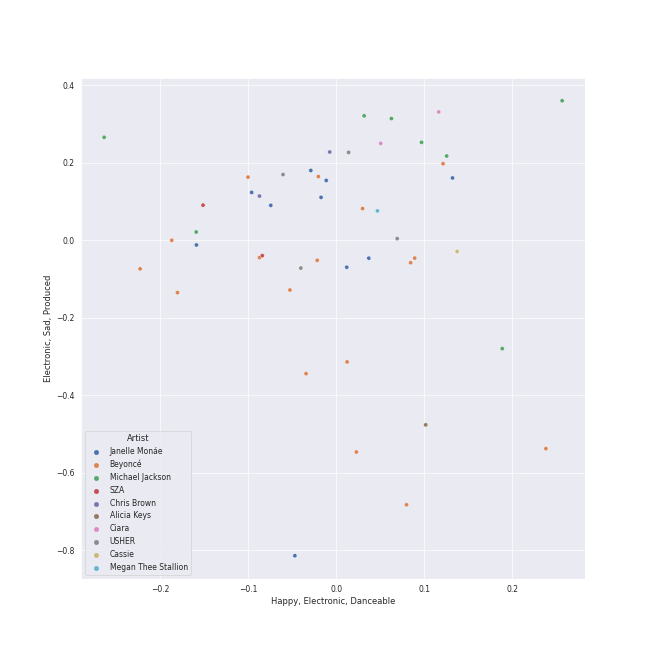 0.4
0.2
0.0
−0.2
−0.4
−0.6
−0.8
Electronic, Sad, Produced
Artist
Janelle Monáe
Beyoncé
Michael Jackson
SZA
Chris Brown
Alicia Keys
Ciara
USHER
Cassie
Megan Thee Stallion
−0.2
−0.1
0.0
0.1
0.2
Happy, Electronic, Danceable